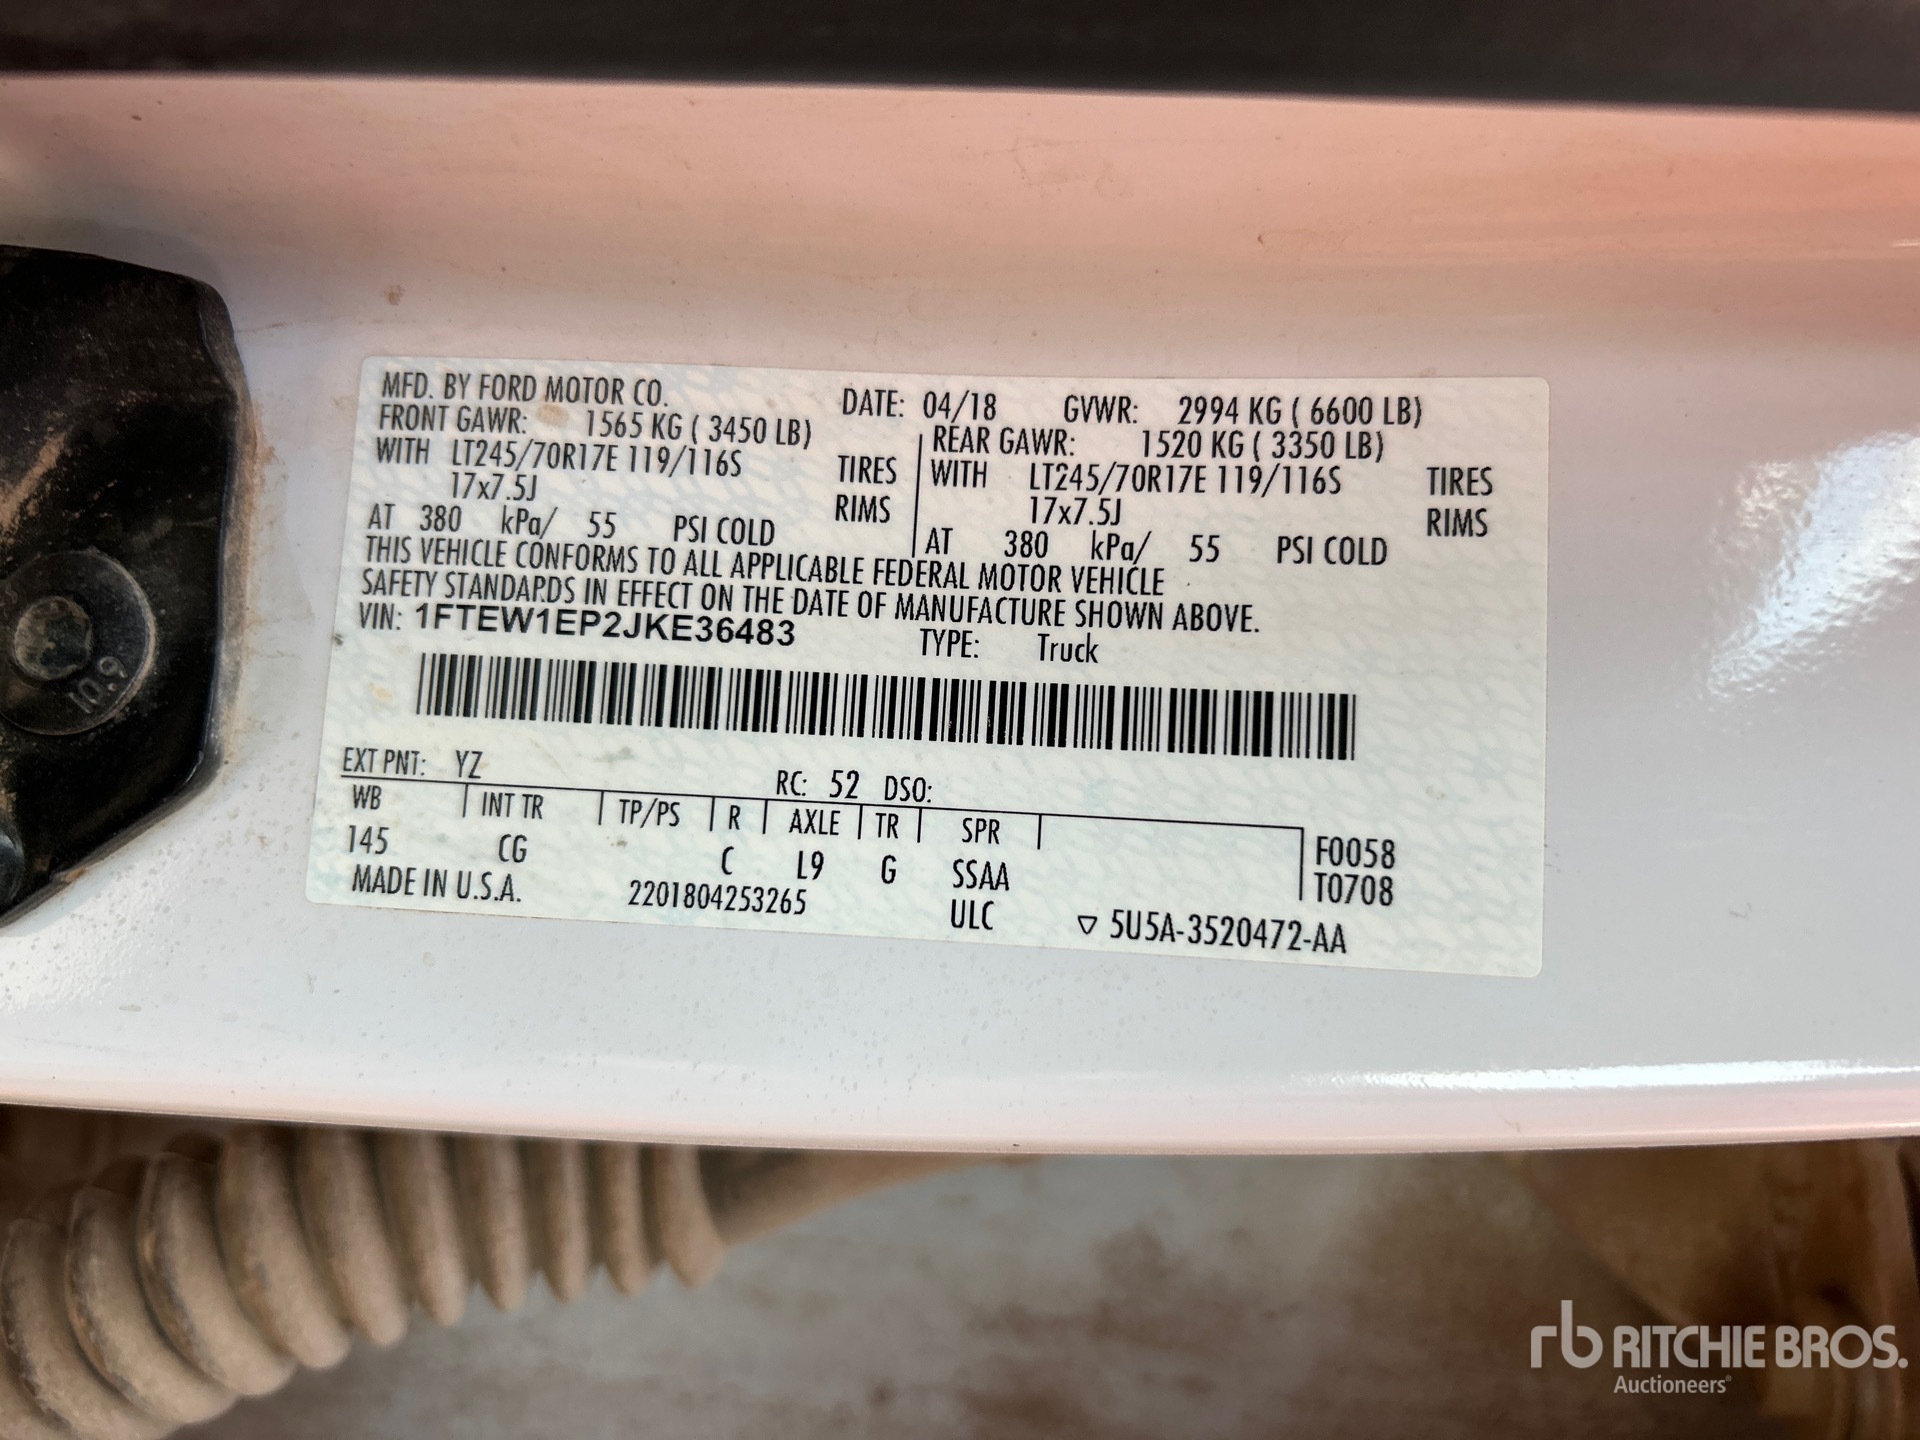 MFD. BY FORD MOTOR CO. DATE: 04/18 GVWR: 2994 KG ( 6600 LB)
FRONT GAWR: 1565 KG ( 3450 LB) REAR GAWR: 1520 KG ( 3350 LB)
WITH LT245/70R17E 119/116S TIRES WITH LT245/70R17E 119/116S TIRES
17x7.5J RIMS 17x7.5J RIMS
AT 380 kPa/ 55 PSI COLD AT 380 kPa/ 55 PSI COLD
THIS VEHICLE CONFORMS TO ALL APPLICABLE FEDERAL MOTOR VEHICLE
SAFETY STANDARDS IN EFFECT ON THE DATE OF MANUFACTURE SHOWN ABOVE.
VIN: 1FTEW1EP2JKE36483 TYPE: Truck
EXT PNT: YZ RC: 52 DSO:
WB INT TR TP/PS R AXLE TR SPR
145 CG C L9 G SSAA F0058
T0708
MADE IN U.S.A. 2201804253265 ULC ▽ 5U5A-3520472-AA
10.9
rb RITCHIE BROS.
Auctioneers